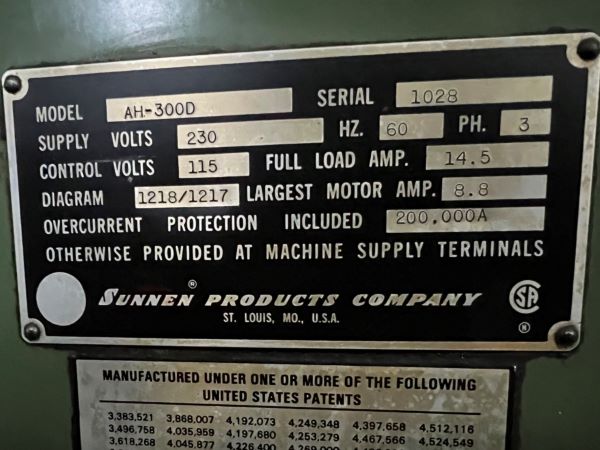 MODEL AH-300D SERIAL 1028
SUPPLY VOLTS 230 HZ. 60 PH. 3
CONTROL VOLTS 115 FULL LOAD AMP. 14.5
DIAGRAM 1218/1217 LARGEST MOTOR AMP. 8.8
OVERCURRENT PROTECTION INCLUDED 200,000A
OTHERWISE PROVIDED AT MACHINE SUPPLY TERMINALS
SUNNEN® PRODUCTS COMPANY
ST. LOUIS, MO., U.S.A.
SA
N
MANUFACTURED UNDER ONE OR MORE OF THE FOLLOWING
UNITED STATES PATENTS
3,383,521 3,868,007 4,192,073 4,249,348 4,397,658 4,512,116
3,496,758 4,035,959 4,197,680 4,253,279 4,467,566 4,524,549
3,618,268 4,045,877 4,226,400